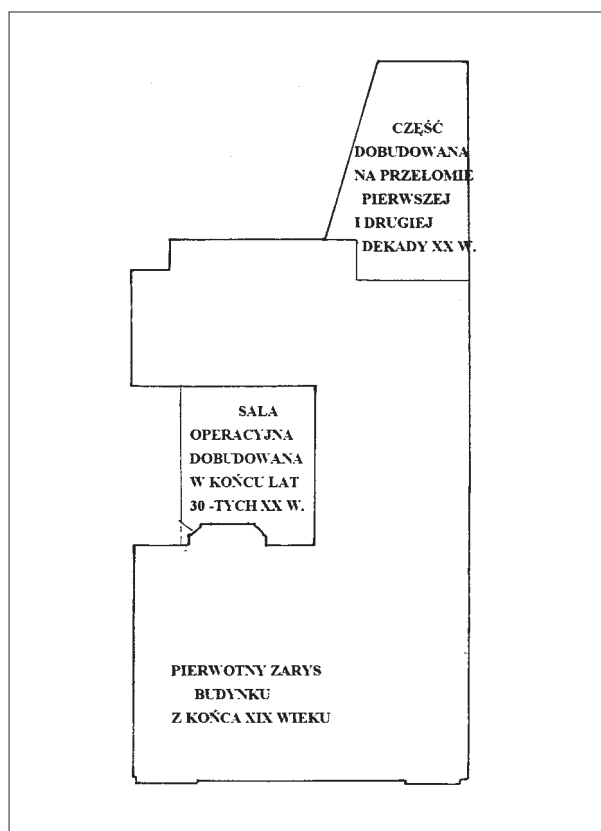 CZĘŚĆ
DOBUDOWANA
NA PRZEŁOMIE
PIERWSZEJ
I DRUGIEJ
DEKADY XX W.
SALA
OPERACYJNA
DOBUDOWANA
W KOŃCU LAT
30 -TYCH XX W.
PIERWOTNY ZARYS
BUDYNKU
Z KOŃCA XIX WIEKU